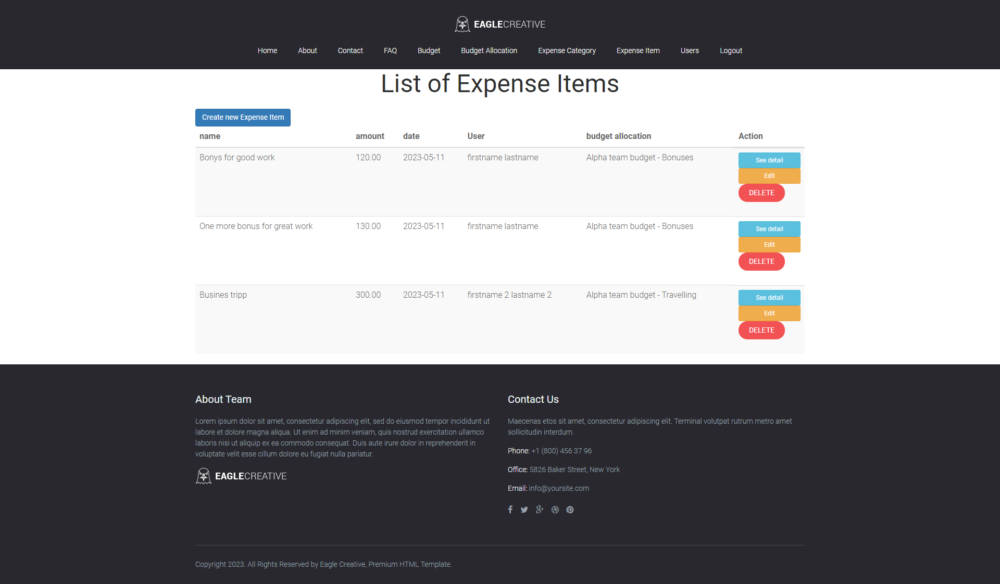 EAGLECREATIVE
Home About Contact FAQ Budget Budget Allocation Expense Category Expense Item Users Logout
List of Expense Items
Create new Expense Item
name amount date User budget allocation Action
Bonys for good work 120.00 2023-05-11 firstname lastname Alpha team budget - Bonuses See detail
Edit
DELETE
One more bonus for great work 130.00 2023-05-11 firstname lastname Alpha team budget - Bonuses See detail
Edit
DELETE
Busines tripp 300.00 2023-05-11 firstname 2 lastname 2 Alpha team budget - Travelling See detail
Edit
DELETE
About Team
Lorem ipsum dolor sit amet, consectetur adipiscing elit, sed do eiusmod tempor incididunt ut
labore et dolore magna aliqua. Ut enim ad minim veniam, quis nostrud exercitation ullamco
laboris nisi ut aliquip ex ea commodo consequat. Duis aute irure dolor in reprehenderit in
voluptate velit esse cillum dolore eu fugiat nulla pariatur.
EAGLECREATIVE
Contact Us
Maecenas etos sit amet, consectetur adipiscing elit. Terminal volutpat rutrum metro amet
sollicitudin interdum.
Phone: +1 (800) 456 37 96
Office: 5826 Baker Street, New York
Email: info@yoursite.com
Copyright 2023. All Rights Reserved by Eagle Creative, Premium HTML Template.